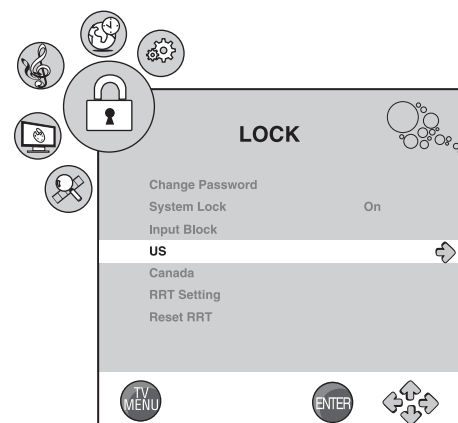 LOCK
Change Password
System Lock On
Input Block
US
Canada
RRT Setting
Reset RRT
TV
MENU
ENTER